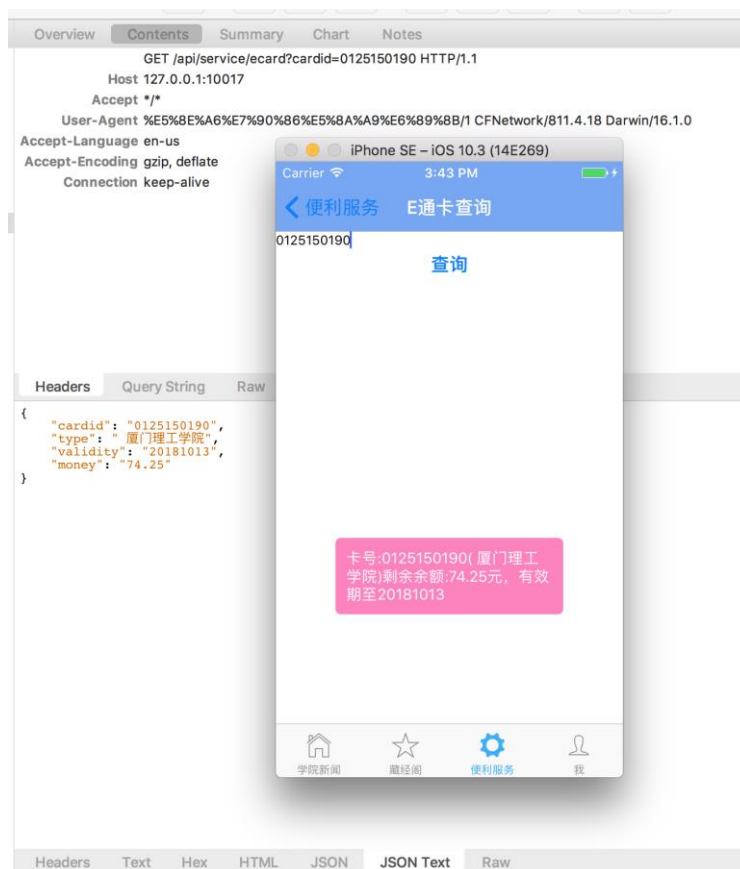 Overview Contents Summary Chart Notes
GET /api/service/ecard?cardid=0125150190 HTTP/1.1
Host 127.0.0.1:10017
Accept */*
User-Agent %E5%8E%A6%E7%90%86%E5%8A%A9%E6%89%8B/1 CFNetwork/811.4.18 Darwin/16.1.0
Accept-Language en-us
Accept-Encoding gzip, deflate
Connection keep-alive
iPhone SE – iOS 10.3 (14E269)
Carrier 3:43 PM
便利服务 E通卡查询
0125150190
查询
Headers Query String Raw
{
"cardid": "0125150190",
"type": " 厦门理工学院",
"validity": "20181013",
"money": "74.25"
}
卡号:0125150190( 厦门理工
学院)剩余余额:74.25元，有效
期至20181013
学院新闻 藏经阁 便利服务 我
Headers Text Hex HTML JSON JSON Text Raw